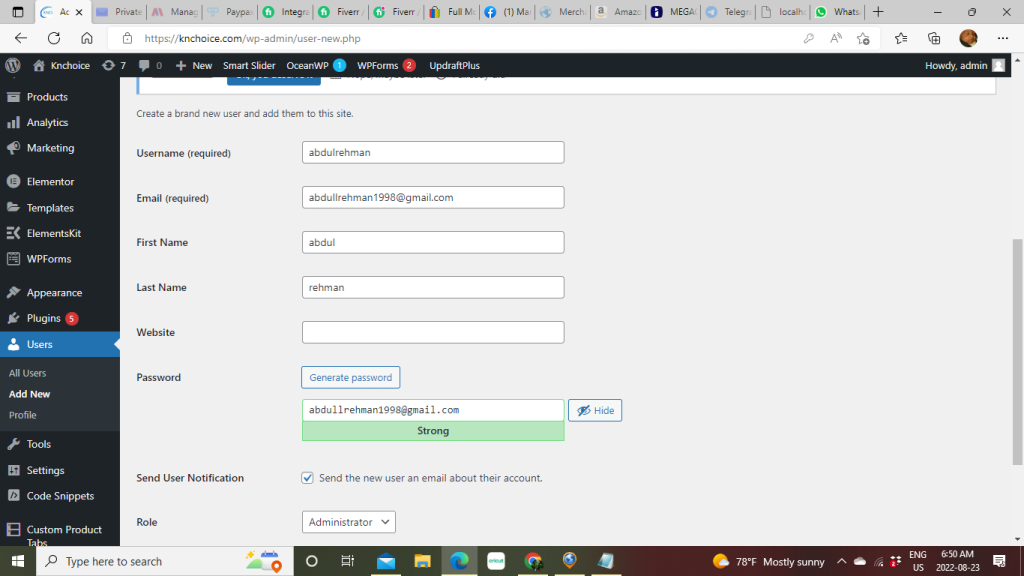 Ac
Private
Manag
Paypa
Integra
Fiverr
Fiverr
Full Mo
(1) Ma
Merch
Amazo
MEGA
Telegr
localh
Whats
https://knchoice.com/wp-admin/user-new.php
Knchoice
7
0
New
Smart Slider
OceanWP 1
WPForms 2
UpdraftPlus
Howdy, admin
Products
Analytics
Marketing
Elementor
Templates
ElementsKit
WPForms
Appearance
Plugins 5
Users
All Users
Add New
Profile
Tools
Settings
Code Snippets
Custom Product
Tabs
Create a brand new user and add them to this site.
Username (required)
abdulrehman
Email (required)
abdullrehman1998@gmail.com
First Name
abdul
Last Name
rehman
Website
Password
Generate password
abdullrehman1998@gmail.com
Hide
Strong
Send User Notification
Send the new user an email about their account.
Role
Administrator
Type here to search
cricut
78°F Mostly sunny
ENG
US
6:50 AM
2022-08-23